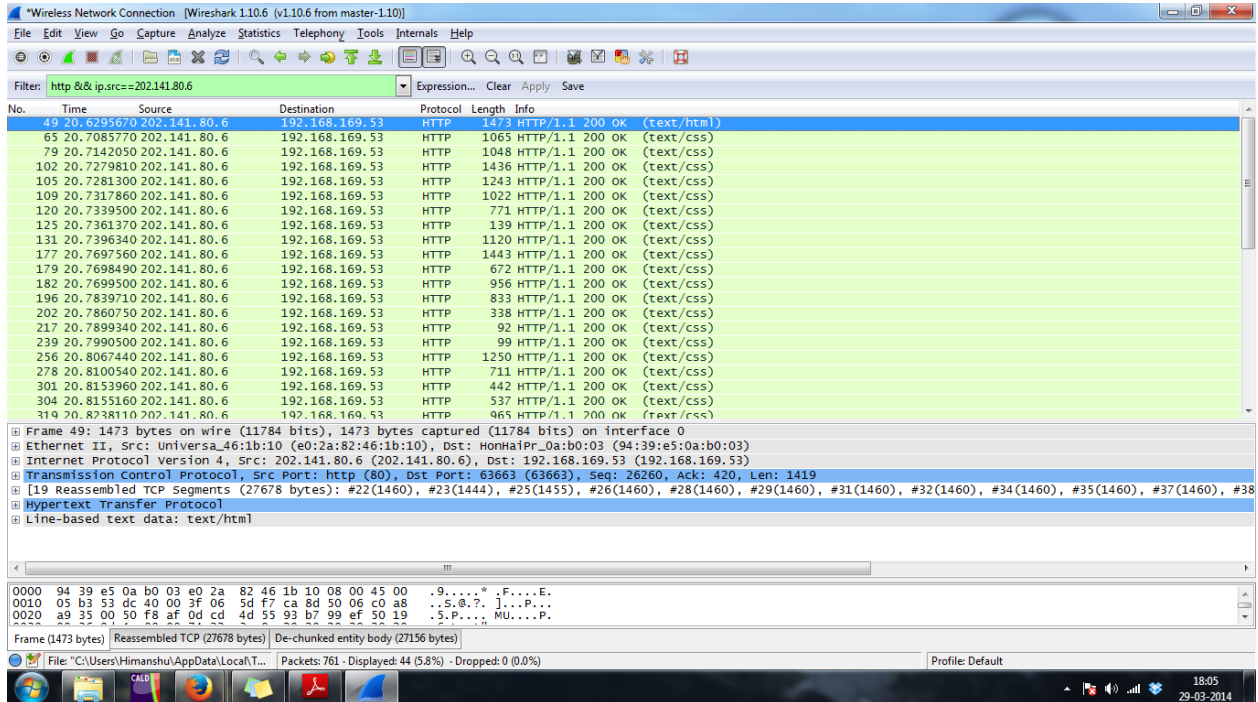 *Wireless Network Connection [Wireshark 1.10.6 (v1.10.6 from master-1.10)]
File Edit View Go Capture Analyze Statistics Telephony Tools Internals Help
Filter: http && ip.src==202.141.80.6 Expression... Clear Apply Save
No. Time Source Destination Protocol Length Info
49 20.6295670 202.141.80.6 192.168.169.53 HTTP 1473 HTTP/1.1 200 OK (text/html)
65 20.7085770 202.141.80.6 192.168.169.53 HTTP 1065 HTTP/1.1 200 OK (text/css)
79 20.7142050 202.141.80.6 192.168.169.53 HTTP 1048 HTTP/1.1 200 OK (text/css)
102 20.7279810 202.141.80.6 192.168.169.53 HTTP 1436 HTTP/1.1 200 OK (text/css)
105 20.7281300 202.141.80.6 192.168.169.53 HTTP 1243 HTTP/1.1 200 OK (text/css)
109 20.7317860 202.141.80.6 192.168.169.53 HTTP 1022 HTTP/1.1 200 OK (text/css)
120 20.7339500 202.141.80.6 192.168.169.53 HTTP 771 HTTP/1.1 200 OK (text/css)
125 20.7361370 202.141.80.6 192.168.169.53 HTTP 139 HTTP/1.1 200 OK (text/css)
131 20.7396340 202.141.80.6 192.168.169.53 HTTP 1120 HTTP/1.1 200 OK (text/css)
177 20.7697560 202.141.80.6 192.168.169.53 HTTP 1443 HTTP/1.1 200 OK (text/css)
179 20.7698490 202.141.80.6 192.168.169.53 HTTP 672 HTTP/1.1 200 OK (text/css)
182 20.7699500 202.141.80.6 192.168.169.53 HTTP 956 HTTP/1.1 200 OK (text/css)
196 20.7839710 202.141.80.6 192.168.169.53 HTTP 833 HTTP/1.1 200 OK (text/css)
202 20.7860750 202.141.80.6 192.168.169.53 HTTP 338 HTTP/1.1 200 OK (text/css)
217 20.7899340 202.141.80.6 192.168.169.53 HTTP 92 HTTP/1.1 200 OK (text/css)
239 20.7990500 202.141.80.6 192.168.169.53 HTTP 99 HTTP/1.1 200 OK (text/css)
256 20.8067440 202.141.80.6 192.168.169.53 HTTP 1250 HTTP/1.1 200 OK (text/css)
278 20.8100540 202.141.80.6 192.168.169.53 HTTP 711 HTTP/1.1 200 OK (text/css)
301 20.8153960 202.141.80.6 192.168.169.53 HTTP 442 HTTP/1.1 200 OK (text/css)
304 20.8155160 202.141.80.6 192.168.169.53 HTTP 537 HTTP/1.1 200 OK (text/css)
319 20.8238110 202.141.80.6 192.168.169.53 HTTP 965 HTTP/1.1 200 OK (text/css)
Frame 49: 1473 bytes on wire (11784 bits), 1473 bytes captured (11784 bits) on interface 0
Ethernet II, Src: Universa_46:1b:10 (e0:2a:82:46:1b:10), Dst: HonHaiPr_0a:b0:03 (94:39:e5:0a:b0:03)
Internet Protocol Version 4, Src: 202.141.80.6 (202.141.80.6), Dst: 192.168.169.53 (192.168.169.53)
Transmission Control Protocol, Src Port: http (80), Dst Port: 63663 (63663), Seq: 26260, Ack: 420, Len: 1419
[19 Reassembled TCP Segments (27678 bytes): #22(1460), #23(1444), #25(1455), #26(1460), #28(1460), #29(1460), #31(1460), #32(1460), #34(1460), #35(1460), #37(1460), #38
Hypertext Transfer Protocol
Line-based text data: text/html
0000 94 39 e5 0a b0 03 e0 2a 82 46 1b 10 08 00 45 00 .9.....* .F....E.
0010 05 b3 53 dc 40 00 3f 06 5d f7 ca 8d 50 06 c0 a8 ..S.@.?. ]...P...
0020 a9 35 00 50 f8 af 0d cd 4d 55 93 b7 99 ef 50 19 .5.P.... MU....P.
Frame (1473 bytes) Reassembled TCP (27678 bytes) De-chunked entity body (27156 bytes)
File: "C:\Users\Himanshu\AppData\Local\T... Packets: 761 · Displayed: 44 (5.8%) · Dropped: 0 (0.0%) Profile: Default
CALD
18:05
29-03-2014